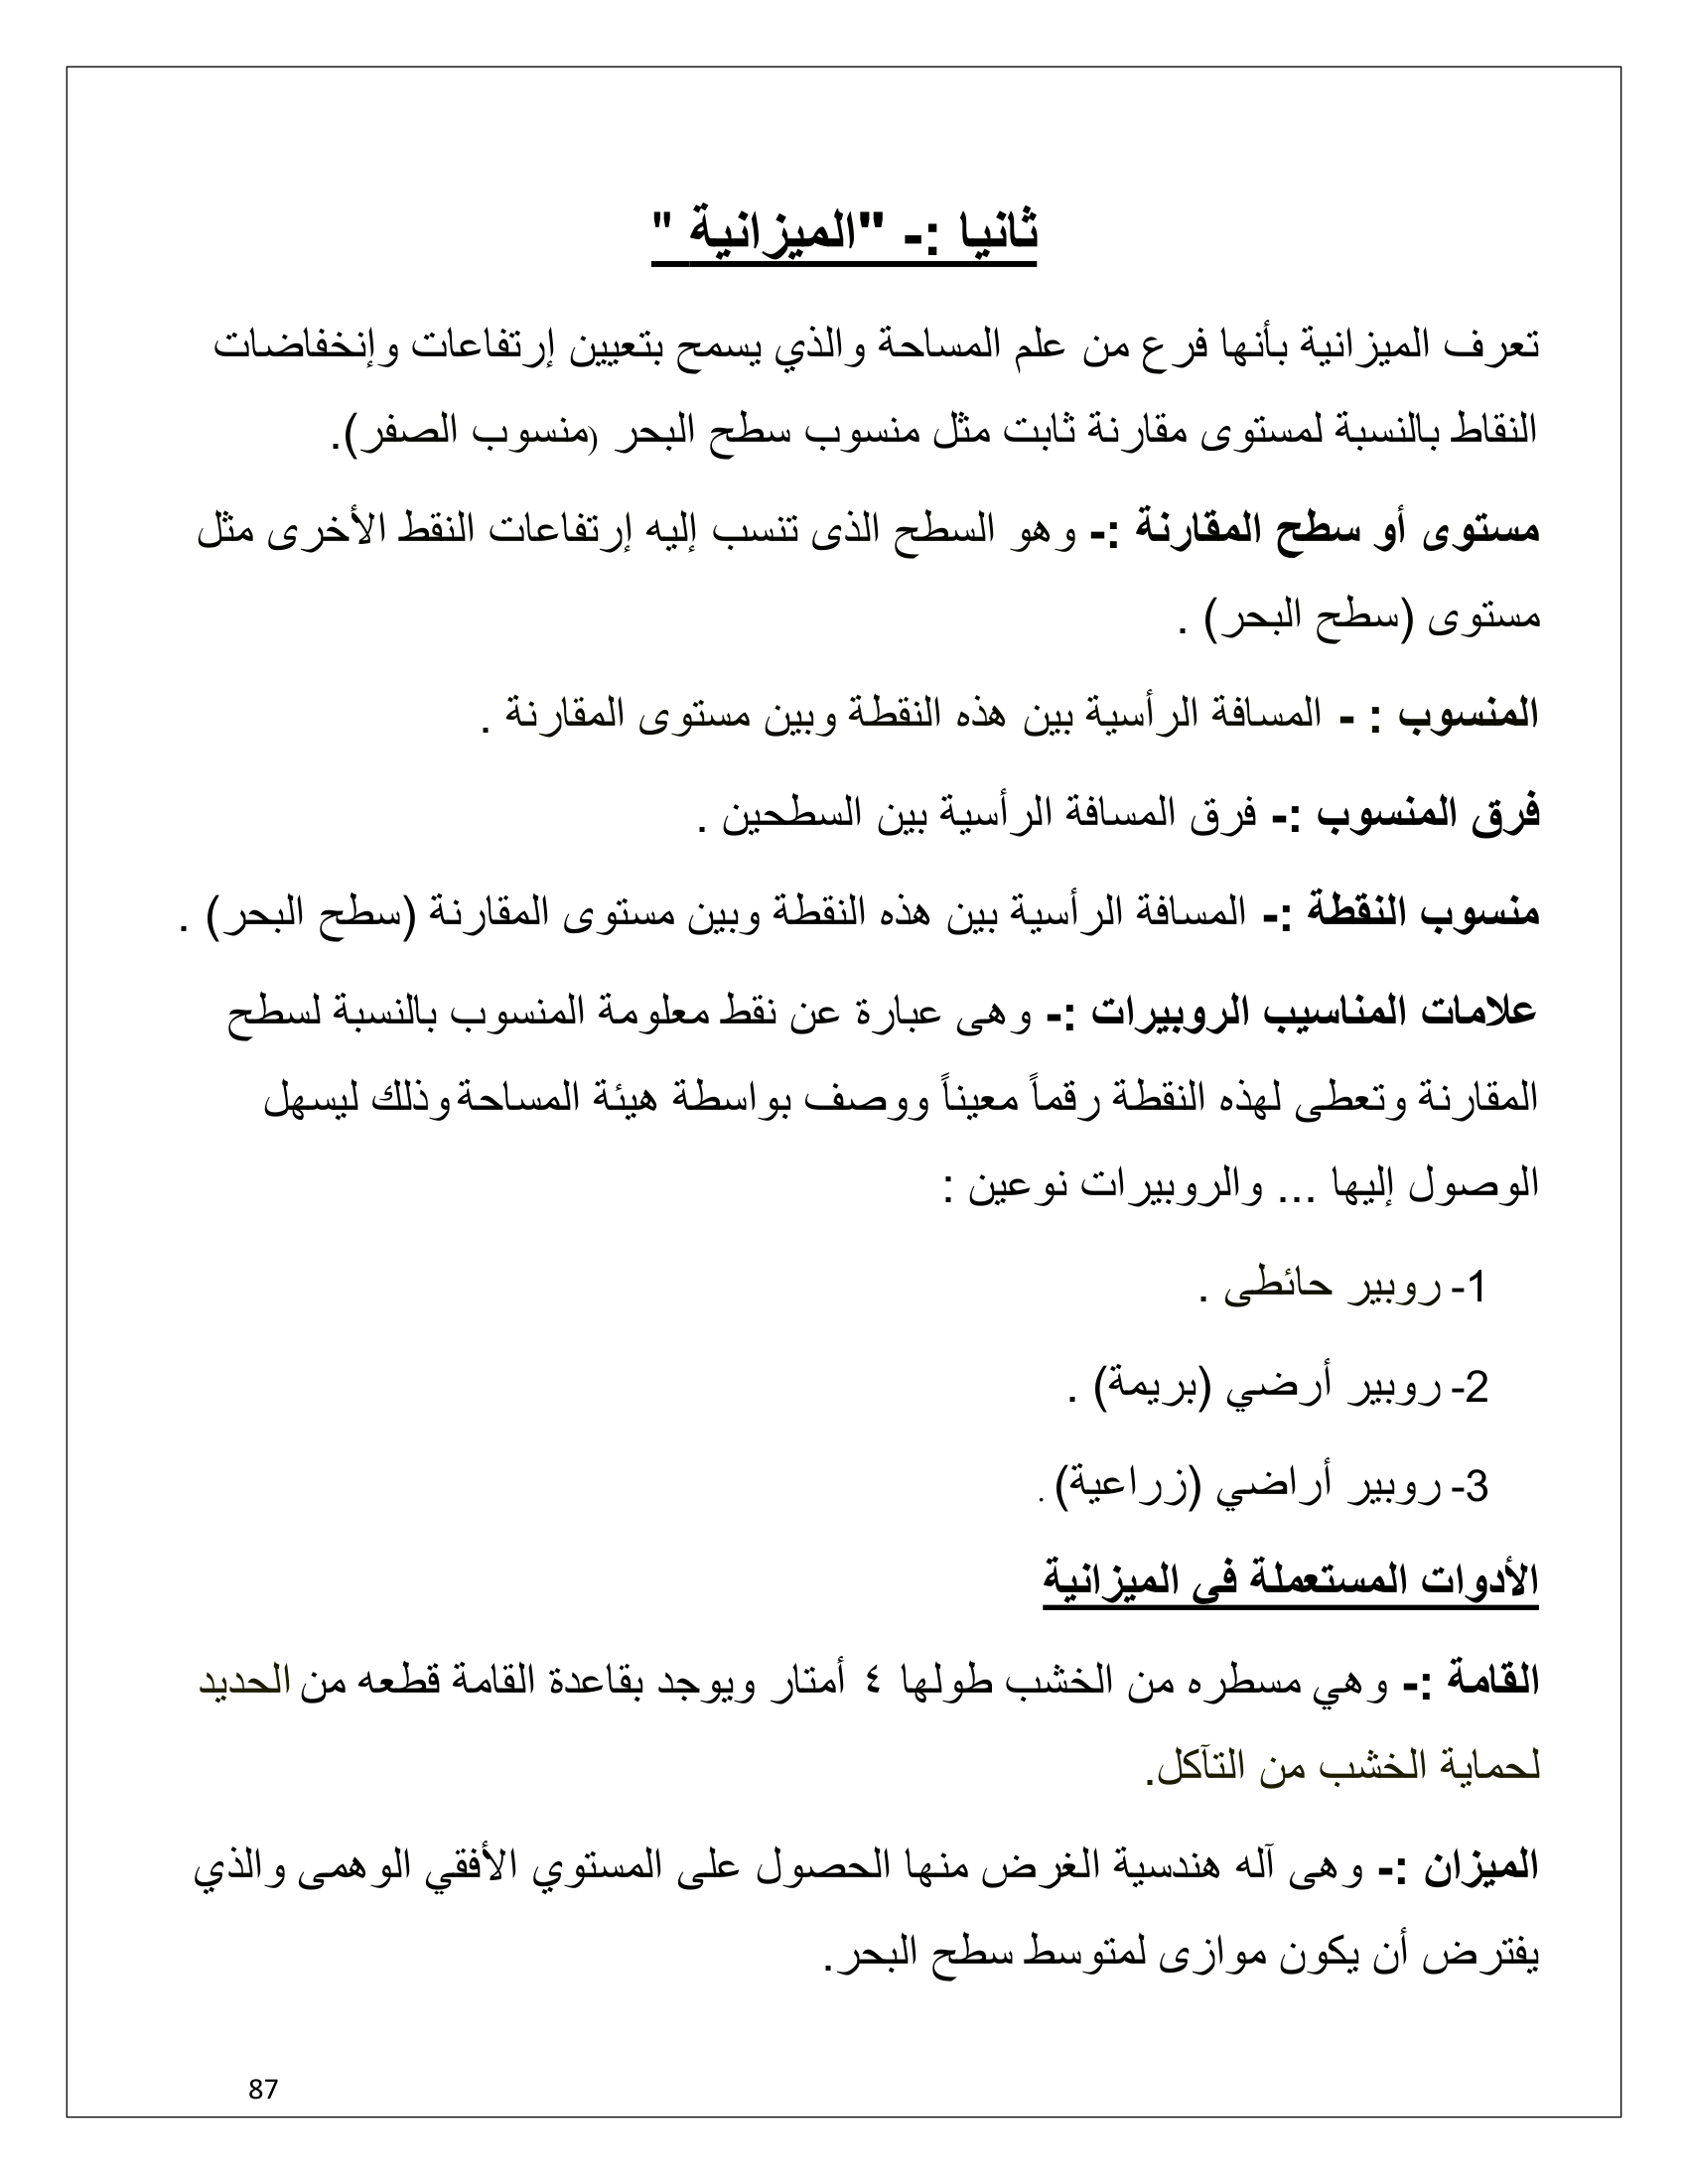 ثانيا :- "الميزانية "
تعرف الميزانية بأنها فرع من علم المساحة والذي يسمح بتعيين إرتفاعات وإنخفاضات
النقاط بالنسبة لمستوى مقارنة ثابت مثل منسوب سطح البحر (منسوب الصفر).
مستوى أو سطح المقارنة :- وهو السطح الذى تنسب إليه إرتفاعات النقط الأخرى مثل
مستوى (سطح البحر) .
المنسوب : - المسافة الرأسية بين هذه النقطة وبين مستوى المقارنة .
فرق المنسوب :- فرق المسافة الرأسية بين السطحين .
منسوب النقطة :- المسافة الرأسية بين هذه النقطة وبين مستوى المقارنة (سطح البحر) .
علامات المناسيب الروبيرات :- وهى عبارة عن نقط معلومة المنسوب بالنسبة لسطح
المقارنة وتعطى لهذه النقطة رقماً معيناً ووصف بواسطة هيئة المساحة وذلك ليسهل
الوصول إليها ... والروبيرات نوعين :
1- روبير حائطى .
2- روبير أرضي (بريمة) .
3- روبير أراضي (زراعية) .
الأدوات المستعملة في الميزانية
القامة :- وهي مسطره من الخشب طولها ٤ أمتار ويوجد بقاعدة القامة قطعه من الحديد
لحماية الخشب من التآكل.
الميزان :- وهى آله هندسية الغرض منها الحصول على المستوي الأفقي الوهمى والذي
يفترض أن يكون موازى لمتوسط سطح البحر.
87